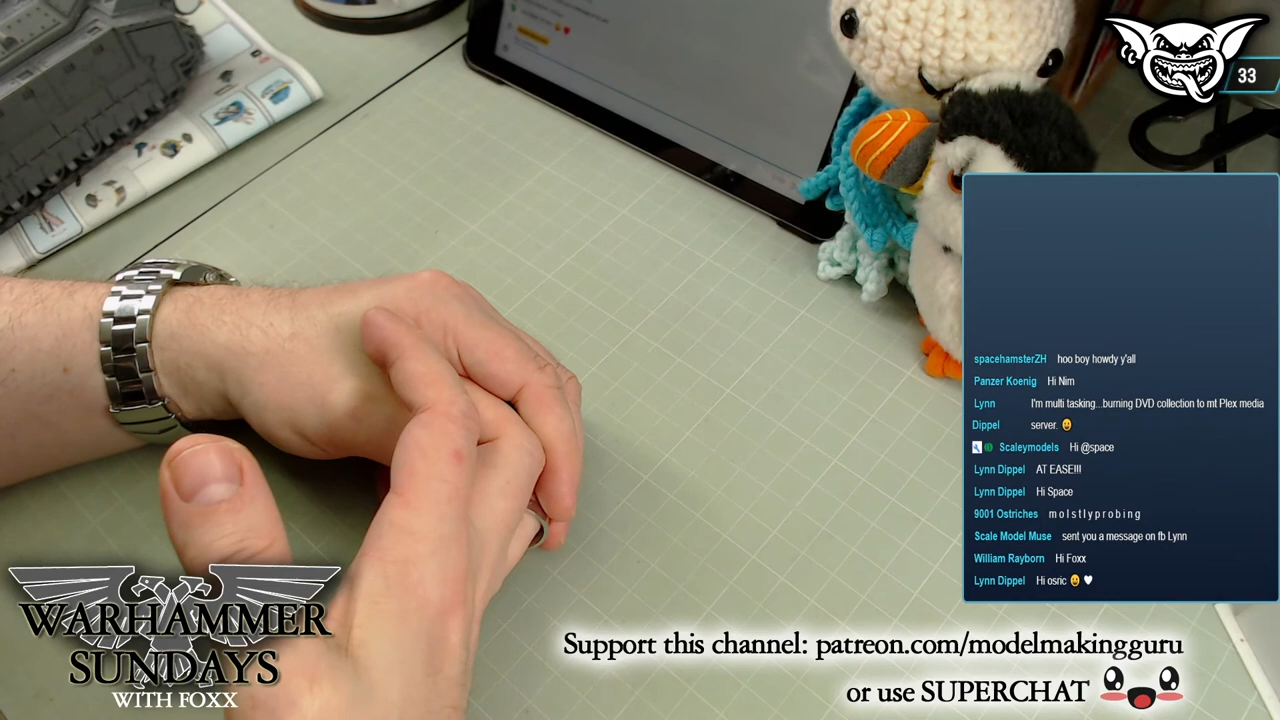 33
spacehamsterZH hoo boy howdy y'all
Panzer Koenig Hi Nim
Lynn I'm multi tasking...burning DVD collection to mt Plex media
Dippel server. 😀
Scaleymodels Hi @space
Lynn Dippel AT EASE!!!
Lynn Dippel Hi Space
9001 Ostriches m o l s t l y p r o b i n g
Scale Model Muse sent you a message on fb Lynn
William Rayborn Hi Foxx
Lynn Dippel Hi osric 😀 🤍
WARHAMMER
SUNDAYS
WITH FOXX
Support this channel: patreon.com/modelmakingguru
or use SUPERCHAT